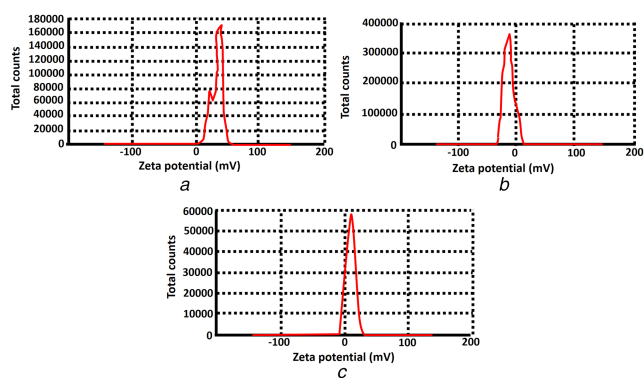 180000
160000
140000
120000
100000
80000
60000
40000
20000
0
Total counts
-100 0 100 200
Zeta potential (mV)
a
400000
300000
200000
100000
0
Total counts
-100 0 100 200
Zeta potential (mV)
b
60000
50000
40000
30000
20000
10000
0
Total counts
-100 0 100 200
Zeta potential (mV)
c